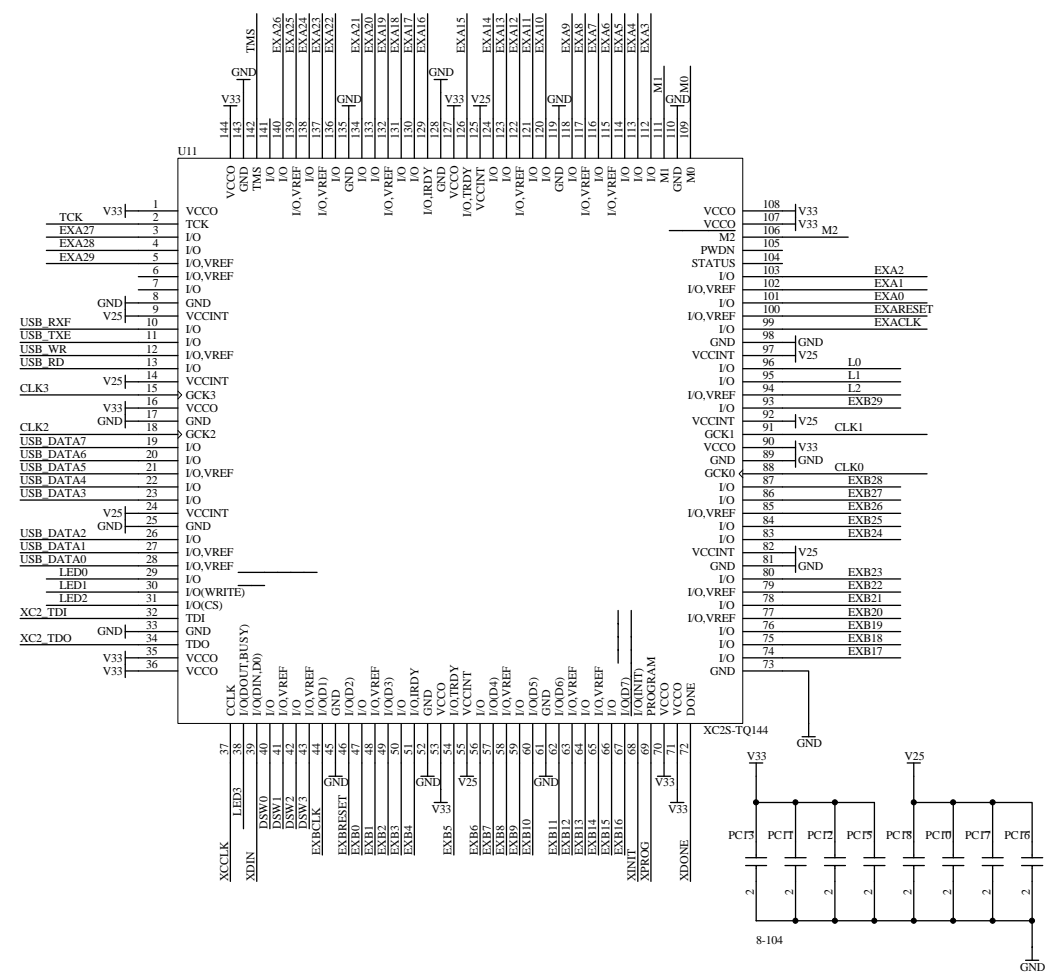 TMS EXA26 EXA25 EXA24 EXA23 EXA22 EXA21 EXA20 EXA19 EXA18 EXA17 EXA16 EXA15 EXA14 EXA13 EXA12 EXA11 EXA10 EXA9 EXA8 EXA7 EXA6 EXA5 EXA4 EXA3 M1 M0
GND GND GND GND GND
V33 V33 V25
144 143 142 141 140 139 138 137 136 135 134 133 132 131 130 129 128 127 126 125 124 123 122 121 120 119 118 117 116 115 114 113 112 111 110 109
U11
VCCO GND TMS I/O I/O I/O,VREF I/O I/O,VREF I/O GND I/O I/O I/O,VREF I/O I/O I/O,IRDY GND VCCO I/O,TRDY VCCINT I/O I/O I/O,VREF I/O I/O GND I/O I/O,VREF I/O I/O,VREF I/O I/O I/O M1 GND M0
V33 1 VCCO
TCK 2 TCK
EXA27 3 I/O
EXA28 4 I/O
EXA29 5 I/O,VREF
6 I/O,VREF
7 I/O
GND 8 GND
V25 9 VCCINT
USB_RXF 10 I/O
USB_TXE 11 I/O
USB_WR 12 I/O,VREF
USB_RD 13 I/O
V25 14 VCCINT
CLK3 15 GCK3
V33 16 VCCO
GND 17 GND
CLK2 18 GCK2
USB_DATA7 19 I/O
USB_DATA6 20 I/O
USB_DATA5 21 I/O,VREF
USB_DATA4 22 I/O
USB_DATA3 23 I/O
V25 24 VCCINT
GND 25 GND
USB_DATA2 26 I/O
USB_DATA1 27 I/O,VREF
USB_DATA0 28 I/O,VREF
LED0 29 I/O
LED1 30 I/O(WRITE)
LED2 31 I/O(CS)
XC2_TDI 32 TDI
GND 33 GND
XC2_TDO 34 TDO
V33 35 VCCO
V33 36 VCCO
VCCO 108 V33
VCCO 107 V33
M2 106 M2
PWDN 105
STATUS 104
I/O 103 EXA2
I/O,VREF 102 EXA1
I/O 101 EXA0
I/O,VREF 100 EXARESET
I/O 99 EXACLK
GND 98 GND
VCCINT 97 V25
I/O 96 L0
I/O 95 L1
I/O,VREF 94 L2
I/O 93 EXB29
VCCINT 92 V25
GCK1 91 CLK1
VCCO 90 V33
GND 89 GND
GCK0 88 CLK0
I/O 87 EXB28
I/O 86 EXB27
I/O,VREF 85 EXB26
I/O 84 EXB25
I/O 83 EXB24
VCCINT 82 V25
GND 81 GND
I/O 80 EXB23
I/O,VREF 79 EXB22
I/O 78 EXB21
I/O,VREF 77 EXB20
I/O 76 EXB19
I/O 75 EXB18
I/O 74 EXB17
GND 73
GND
CCLK I/O(DOUT,BUSY) I/O(DIN,D0) I/O I/O,VREF I/O I/O,VREF I/O(D1) GND I/O(D2) I/O I/O,VREF I/O(D3) I/O I/O,IRDY GND VCCO I/O,TRDY VCCINT I/O I/O(D4) I/O,VREF I/O I/O(D5) GND I/O(D6) I/O,VREF I/O I/O,VREF I/O I/O(D7) I/O(INIT) PROGRAM VCCO VCCO DONE
XC2S-TQ144
37 38 39 40 41 42 43 44 45 46 47 48 49 50 51 52 53 54 55 56 57 58 59 60 61 62 63 64 65 66 67 68 69 70 71 72
GND GND V25 GND V33
V33 V33
XCCLK LED3 XDIN DSW0 DSW1 DSW2 DSW3 EXBCLK EXBRESET EXB0 EXB1 EXB2 EXB3 EXB4 EXB5 EXB6 EXB7 EXB8 EXB9 EXB10 EXB11 EXB12 EXB13 EXB14 EXB15 EXB16 XINIT XPROG XDONE
V33 V25
PC13 PC11 PC12 PC15 PC18 PC10 PC17 PC16
2 2 2 2 2 2 2 2
8-104
GND